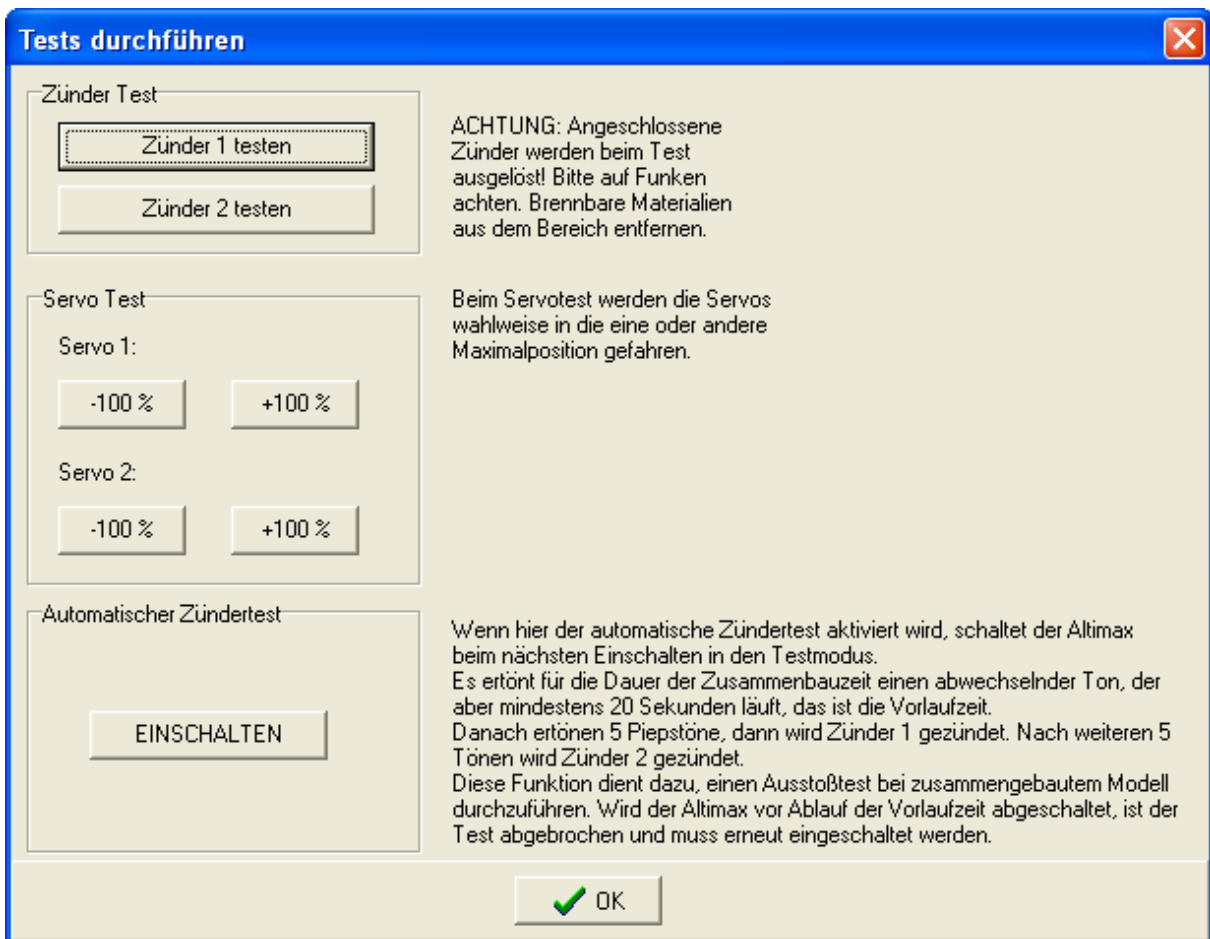 Tests durchführen
Zünder Test
Zünder 1 testen
Zünder 2 testen
ACHTUNG: Angeschlossene
Zünder werden beim Test
ausgelöst! Bitte auf Funken
achten. Brennbare Materialien
aus dem Bereich entfernen.
Servo Test
Servo 1:
-100 % +100 %
Servo 2:
-100 % +100 %
Beim Servotest werden die Servos
wahlweise in die eine oder andere
Maximalposition gefahren.
Automatischer Zündertest
EINSCHALTEN
Wenn hier der automatische Zündertest aktiviert wird, schaltet der Altimax
beim nächsten Einschalten in den Testmodus.
Es ertönt für die Dauer der Zusammenbauzeit einen abwechselnder Ton, der
aber mindestens 20 Sekunden läuft, das ist die Vorlaufzeit.
Danach ertönen 5 Piepstöne, dann wird Zünder 1 gezündet. Nach weiteren 5
Tönen wird Zünder 2 gezündet.
Diese Funktion dient dazu, einen Ausstoßtest bei zusammengebautem Modell
durchzuführen. Wird der Altimax vor Ablauf der Vorlaufzeit abgeschaltet, ist der
Test abgebrochen und muss erneut eingeschaltet werden.
OK